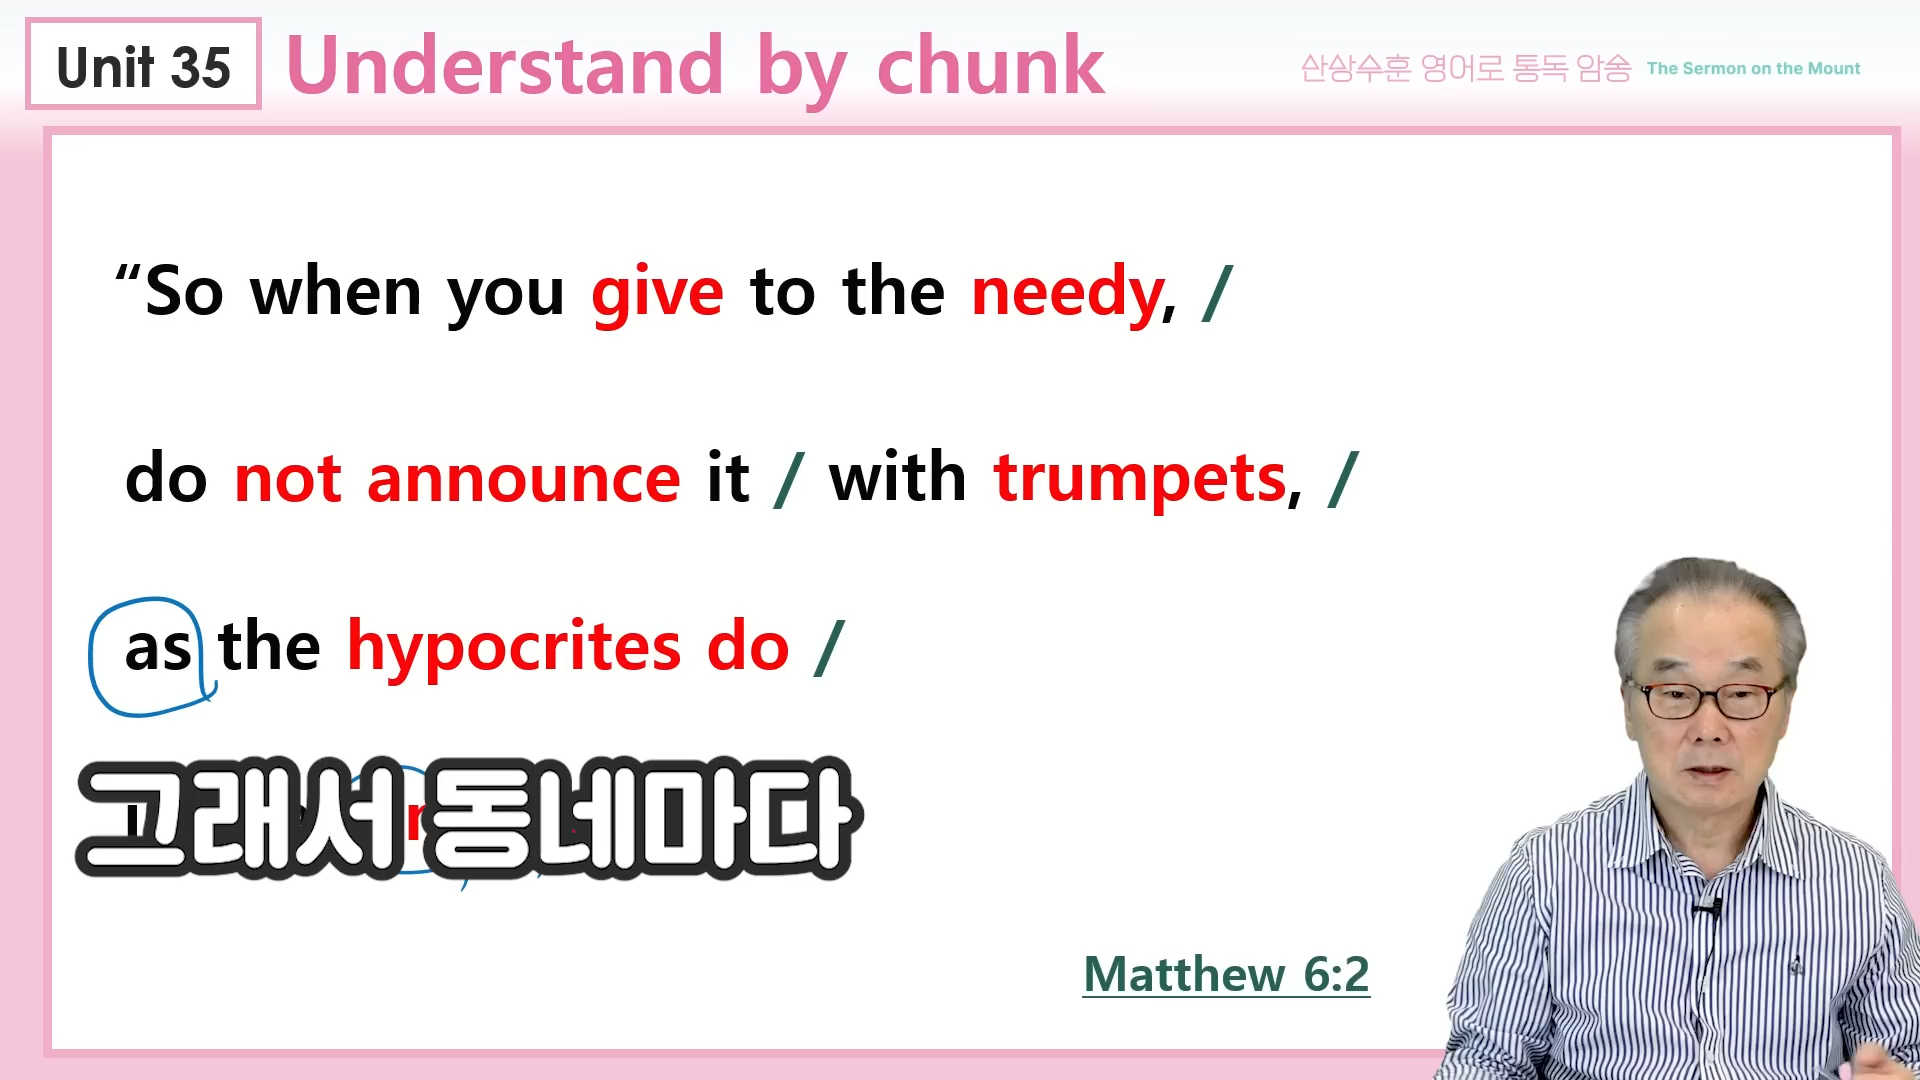 Unit 35 Understand by chunk
산상수훈 영어로 통독 암송 The Sermon on the Mount
“So when you give to the needy, /
do not announce it / with trumpets, /
as the hypocrites do /
그래서 동네마다
Matthew 6:2